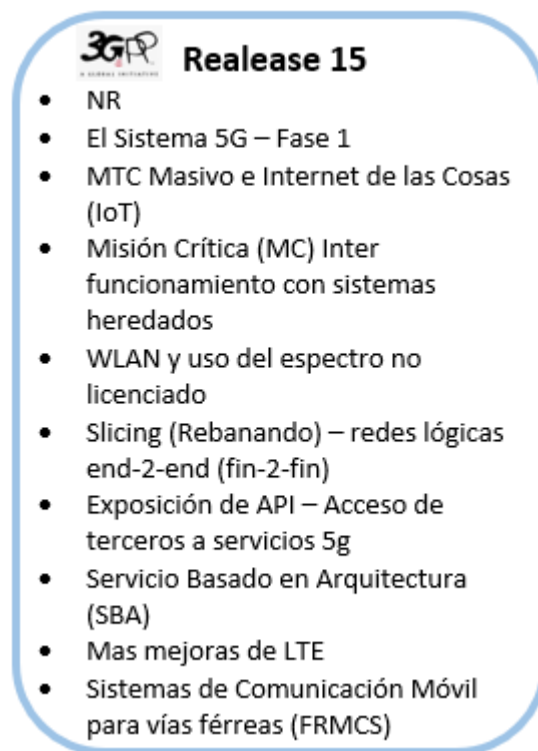 3GPP
A GLOBAL INITIATIVE
Realease 15
• NR
• El Sistema 5G – Fase 1
• MTC Masivo e Internet de las Cosas
(IoT)
• Misión Crítica (MC) Inter
funcionamiento con sistemas
heredados
• WLAN y uso del espectro no
licenciado
• Slicing (Rebanando) – redes lógicas
end-2-end (fin-2-fin)
• Exposición de API – Acceso de
terceros a servicios 5g
• Servicio Basado en Arquitectura
(SBA)
• Mas mejoras de LTE
• Sistemas de Comunicación Móvil
para vías férreas (FRMCS)